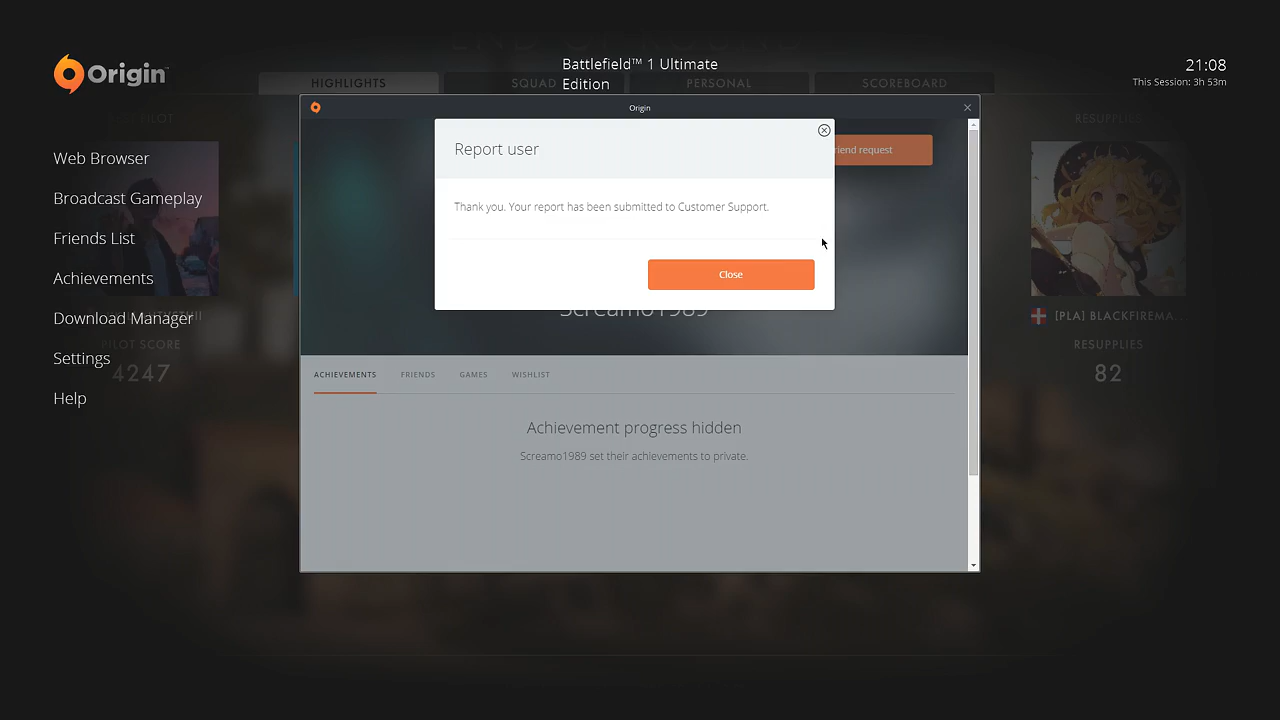 Origin
Battlefield™ 1 Ultimate
Edition
21:08
This Session: 3h 53m
HIGHLIGHTS
SQUAD
PERSONAL
SCOREBOARD
Origin
Web Browser
Broadcast Gameplay
Friends List
Achievements
Download Manager
Settings
Help
PILOT SCORE
4247
Report user
Thank you. Your report has been submitted to Customer Support.
Close
riend request
Screamo1989
ACHIEVEMENTS
FRIENDS
GAMES
WISHLIST
Achievement progress hidden
Screamo1989 set their achievements to private.
RESUPPLIES
[PLA] BLACKFIREMA...
RESUPPLIES
82